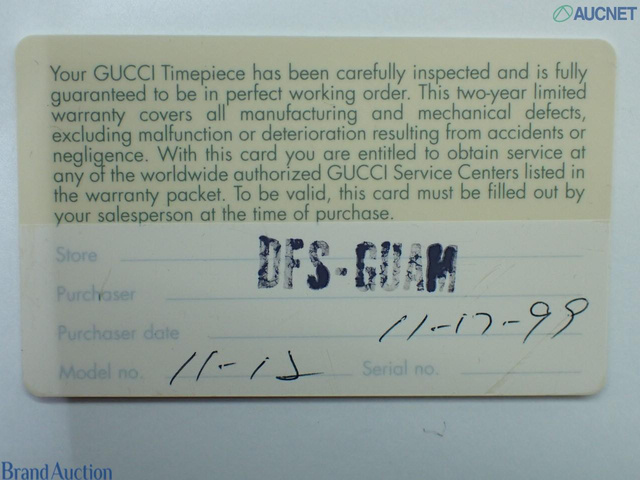 AUCNET
Your GUCCI Timepiece has been carefully inspected and is fully
guaranteed to be in perfect working order. This two-year limited
warranty covers all manufacturing and mechanical defects,
excluding malfunction or deterioration resulting from accidents or
negligence. With this card you are entitled to obtain service at
any of the worldwide authorized GUCCI Service Centers listed in
the warranty packet. To be valid, this card must be filled out by
your salesperson at the time of purchase.
Store DFS-GUAM
Purchaser
Purchaser date 11-17-99
Model no. Serial no.
Brand Auction